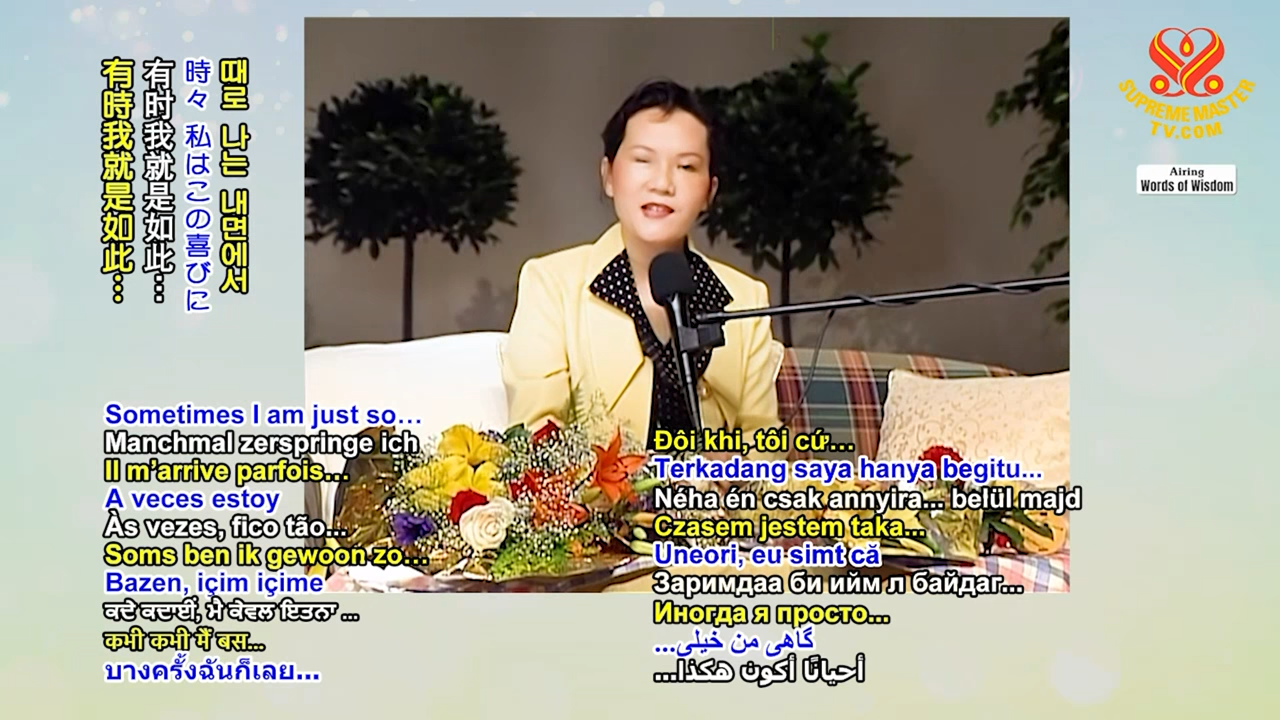 때로 나는 내면에서
時々 私はこの喜びに
有时我就是如此…
有時我就是如此…
SUPREME MASTER
TV.COM
Airing
Words of Wisdom
Sometimes I am just so…
Manchmal zerspringe ich
Il m’arrive parfois...
A veces estoy
Às vezes, fico tão...
Soms ben ik gewoon zo…
Bazen, içim içime
ਕਦੇ ਕਦਾਈਂ, ਮੈ ਕੇਵਲ ਇਤਨਾ ...
कभी कभी मैं बस...
บางครั้งฉันก็เลย...
Đôi khi, tôi cứ...
Terkadang saya hanya begitu...
Néha én csak annyira... belül majd
Czasem jestem taka...
Uneori, eu simt că
Заримдаа би ийм л байдаг...
Иногда я просто...
گاهی من خیلی...
أحيانًا أكون هكذا...